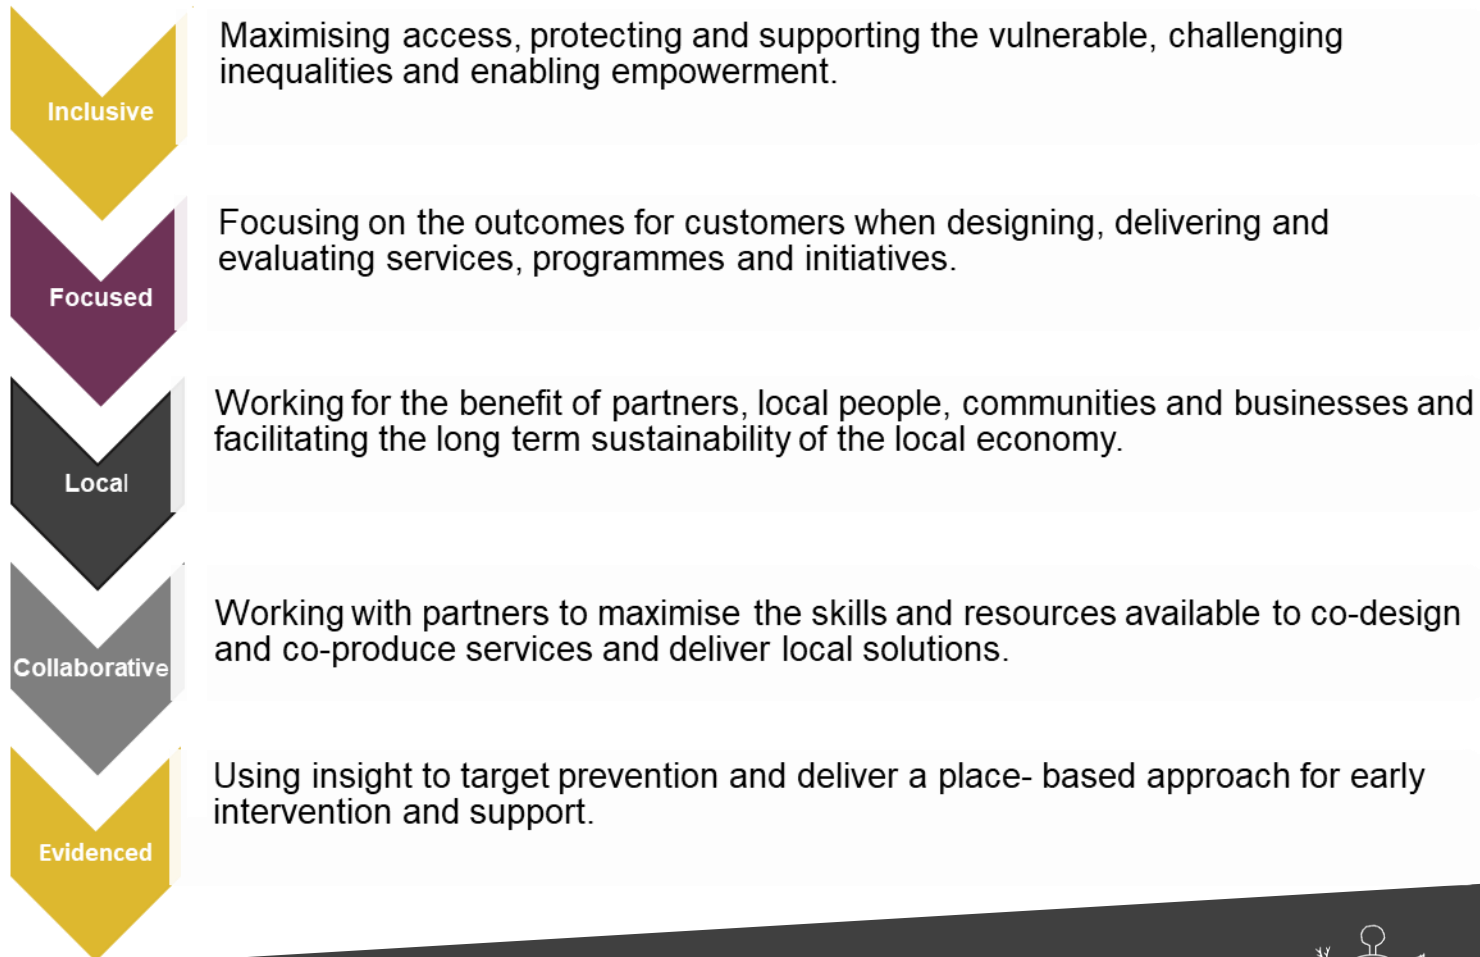 Inclusive
Maximising access, protecting and supporting the vulnerable, challenging
inequalities and enabling empowerment.
Focused
Focusing on the outcomes for customers when designing, delivering and
evaluating services, programmes and initiatives.
Local
Working for the benefit of partners, local people, communities and businesses and
facilitating the long term sustainability of the local economy.
Collaborative
Working with partners to maximise the skills and resources available to co-design
and co-produce services and deliver local solutions.
Evidenced
Using insight to target prevention and deliver a place- based approach for early
intervention and support.